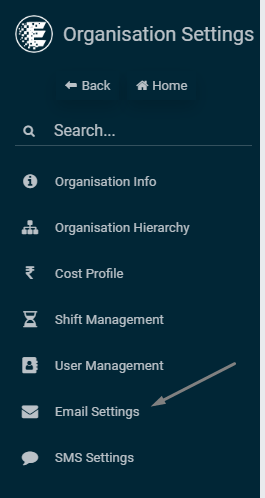 Organisation Settings
Back Home
Search...
Organisation Info
Organisation Hierarchy
₹ Cost Profile
Shift Management
User Management
Email Settings
SMS Settings